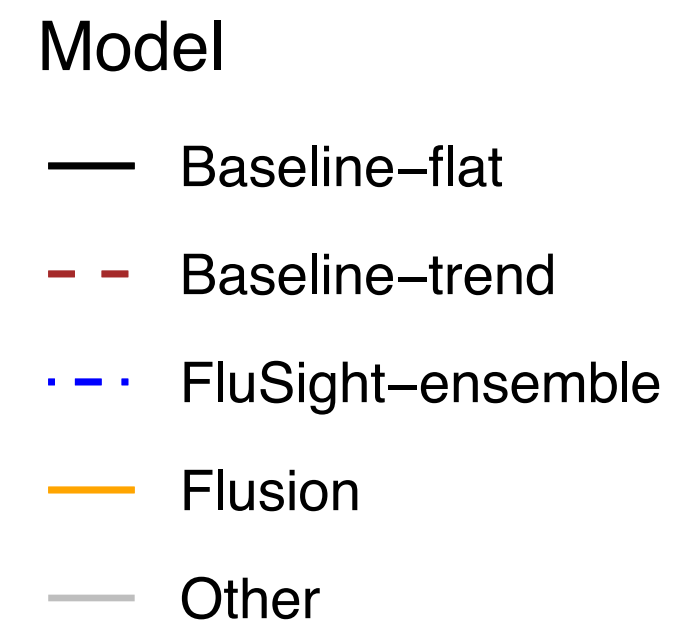 Model
Baseline−flat
Baseline−trend
FluSight−ensemble
Flusion
Other